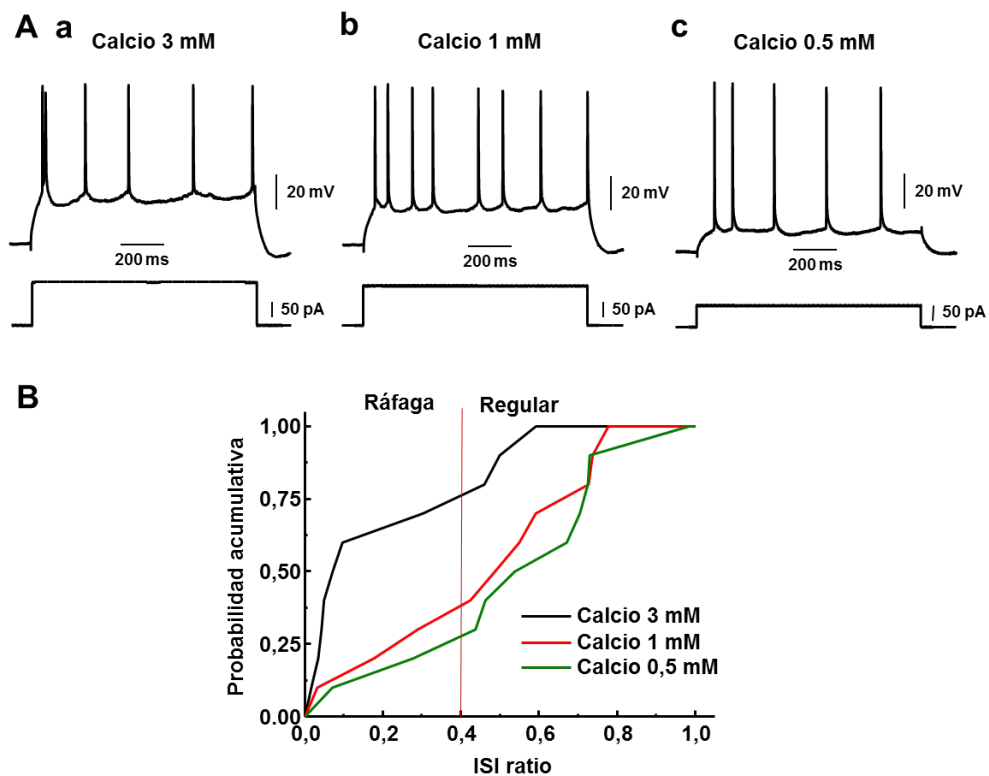 A a
Calcio 3 mM
20 mV
200 ms
50 pA
b
Calcio 1 mM
20 mV
200 ms
50 pA
c
Calcio 0.5 mM
20 mV
200 ms
50 pA
B
Ráfaga
Regular
1,00
0,75
0,50
0,25
0.00
Probabilidad acumulativa
Calcio 3 mM
Calcio 1 mM
Calcio 0,5 mM
0,0 0,2 0,4 0,6 0,8 1,0
ISI ratio